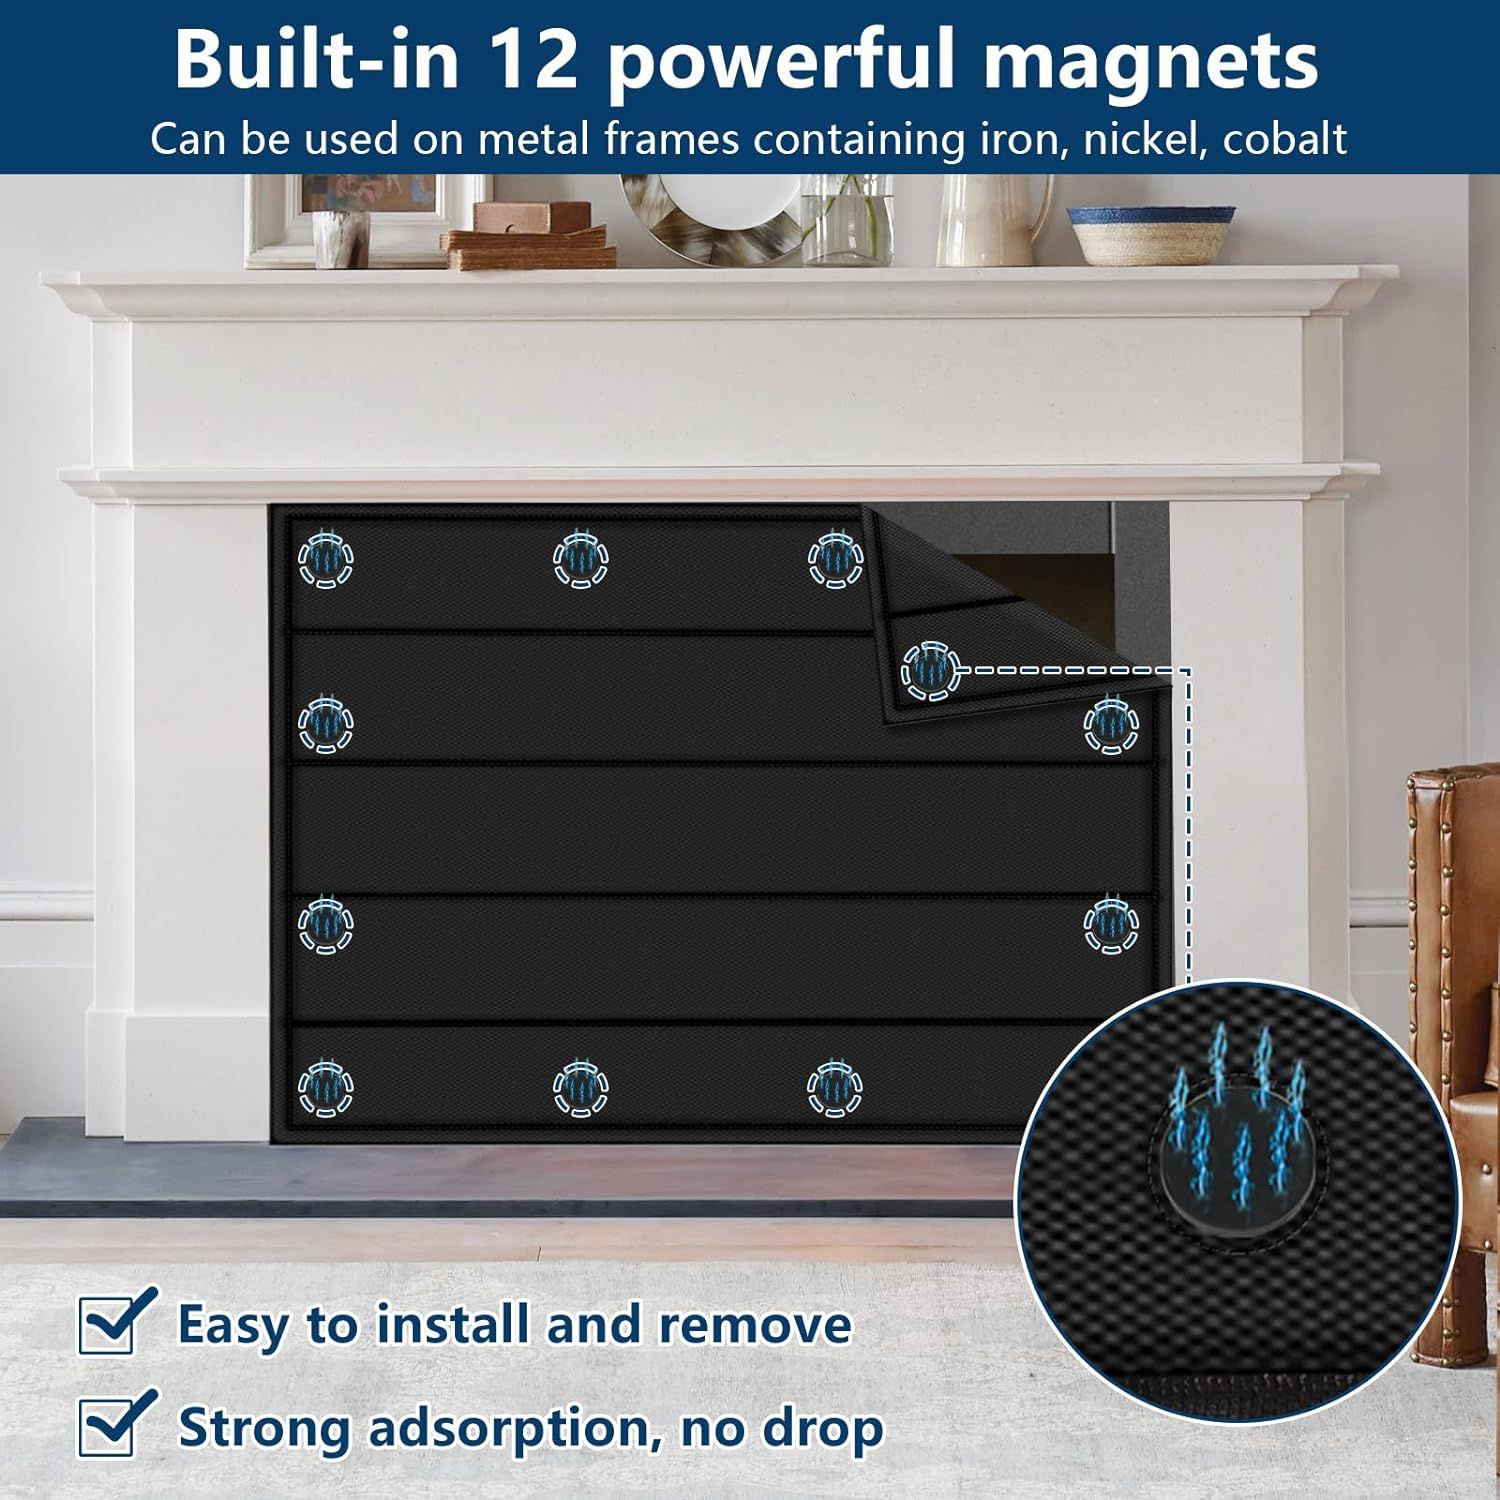 Built-in 12 powerful magnets
Can be used on metal frames containing iron, nickel, cobalt
Easy to install and remove
Strong adsorption, no drop